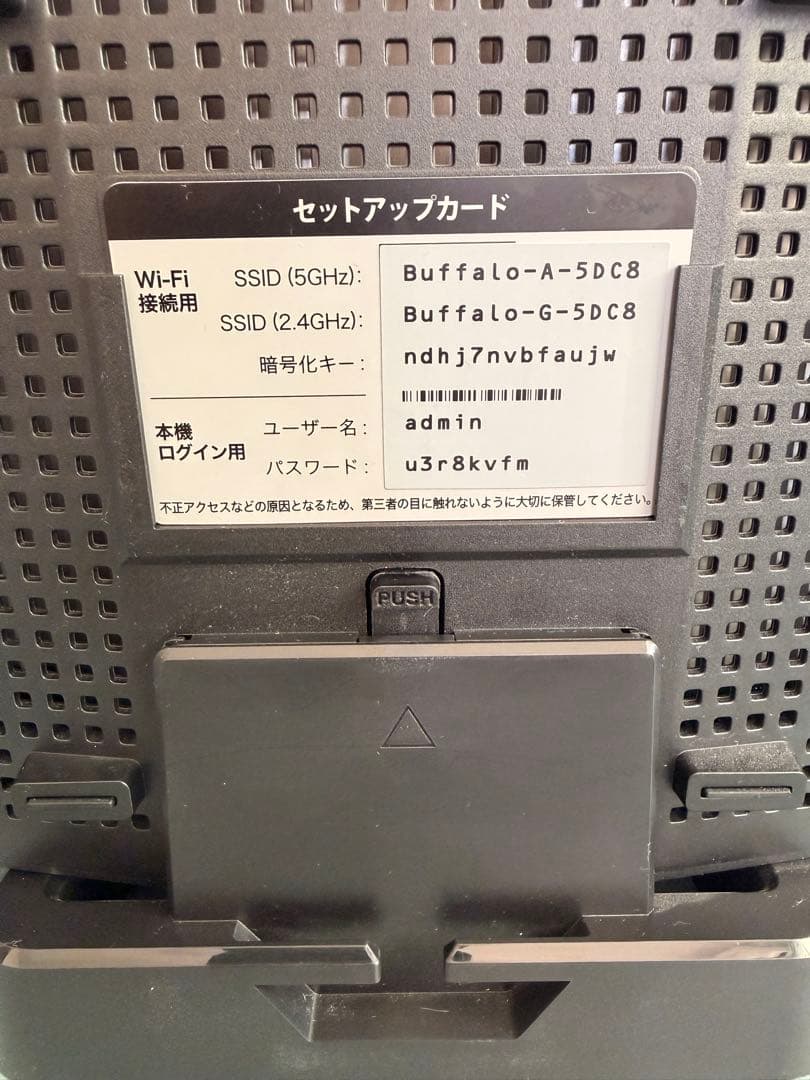 セットアップカード
Wi-Fi 接続用
SSID (5GHz): Buffalo-A-5DC8
SSID (2.4GHz): Buffalo-G-5DC8
暗号化キー: ndhj7nvbfaujw
本機 ログイン用
ユーザー名: admin
パスワード: u3r8kvfm
不正アクセスなどの原因となるため、第三者の目に触れないように大切に保管してください。
PUSH